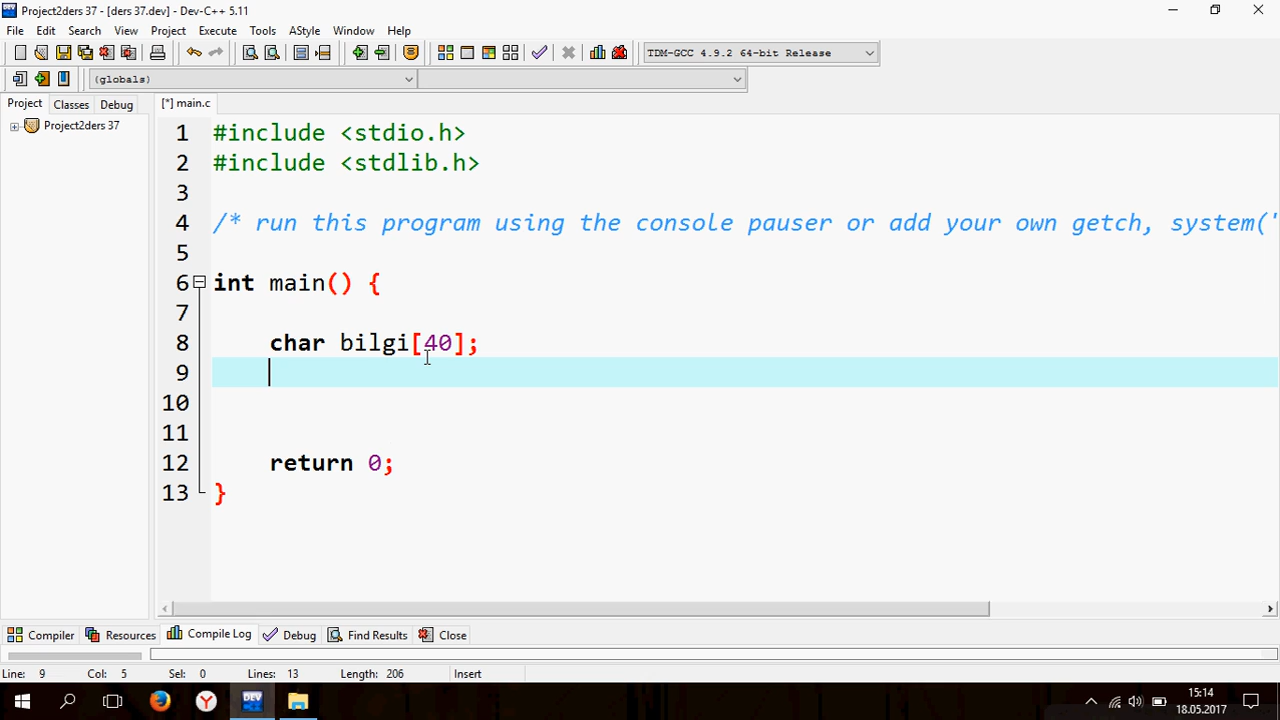 Project2ders 37 - [ders 37.dev] - Dev-C++ 5.11
File Edit Search View Project Execute Tools AStyle Window Help
TDM-GCC 4.9.2 64-bit Release
(globals)
Project Classes Debug [*] main.c
Project2ders 37
1 #include <stdio.h>
2 #include <stdlib.h>
3
4 /* run this program using the console pauser or add your own getch, system('
5
6 int main() {
7
8 char bilgi[40];
9
10
11
12 return 0;
13 }
Compiler Resources Compile Log Debug Find Results Close
Line: 9 Col: 5 Sel: 0 Lines: 13 Length: 206 Insert
DEV
15:14
18.05.2017